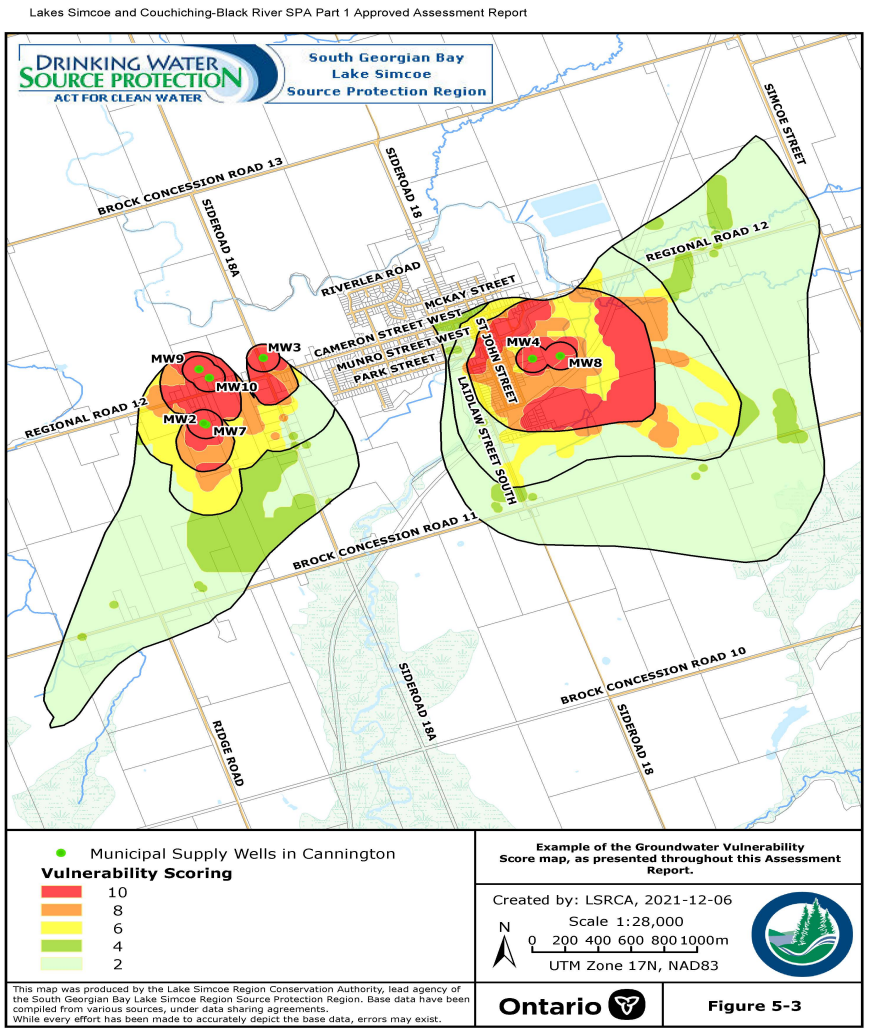 Lakes Simcoe and Couchiching-Black River SPA Part 1 Approved Assessment Report
DRINKING WATER
SOURCE PROTECTION
ACT FOR CLEAN WATER
South Georgian Bay
Lake Simcoe
Source Protection Region
SIMCOE STREET
BROCK CONCESSION ROAD 13
SIDEROAD 18
SIDEROAD 18A
REGIONAL ROAD 12
RIVERLEA ROAD
MCKAY STREET
CAMERON STREET WEST
MUNRO STREET WEST
PARK STREET
ST JOHN STREET
LAIDLAW STREET SOUTH
MW9
MW3
MW10
MW4
MW8
MW2
MW7
REGIONAL ROAD 12
BROCK CONCESSION ROAD 11
BROCK CONCESSION ROAD 10
SIDEROAD 18A
RIDGE ROAD
SIDEROAD 18
Municipal Supply Wells in Cannington
Vulnerability Scoring
10
8
6
4
2
This map was produced by the Lake Simcoe Region Conservation Authority, lead agency of
the South Georgian Bay Lake Simcoe Region Source Protection Region. Base data have been
compiled from various sources, under data sharing agreements.
While every effort has been made to accurately depict the base data, errors may exist.
Example of the Groundwater Vulnerability
Score map, as presented throughout this Assessment
Report.
Created by: LSRCA, 2021-12-06
Scale 1:28,000
N
0 200 400 600 800 1000m
UTM Zone 17N, NAD83
Ontario
Figure 5-3